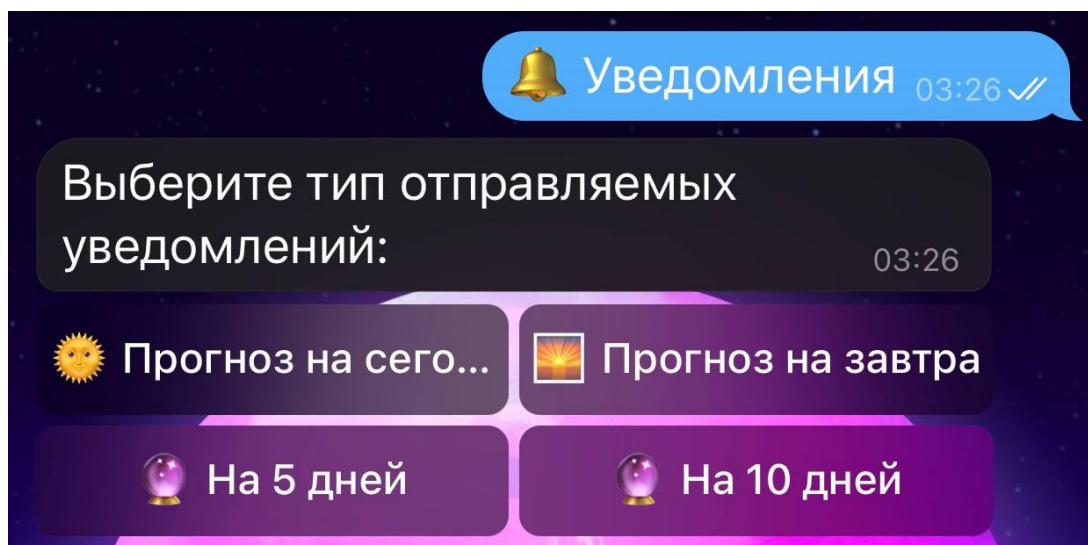 🔔 Уведомления 03:26
Выберите тип отправляемых
уведомлений:
03:26
🌞 Прогноз на сего...
🌅 Прогноз на завтра
🔮 На 5 дней
🔮 На 10 дней